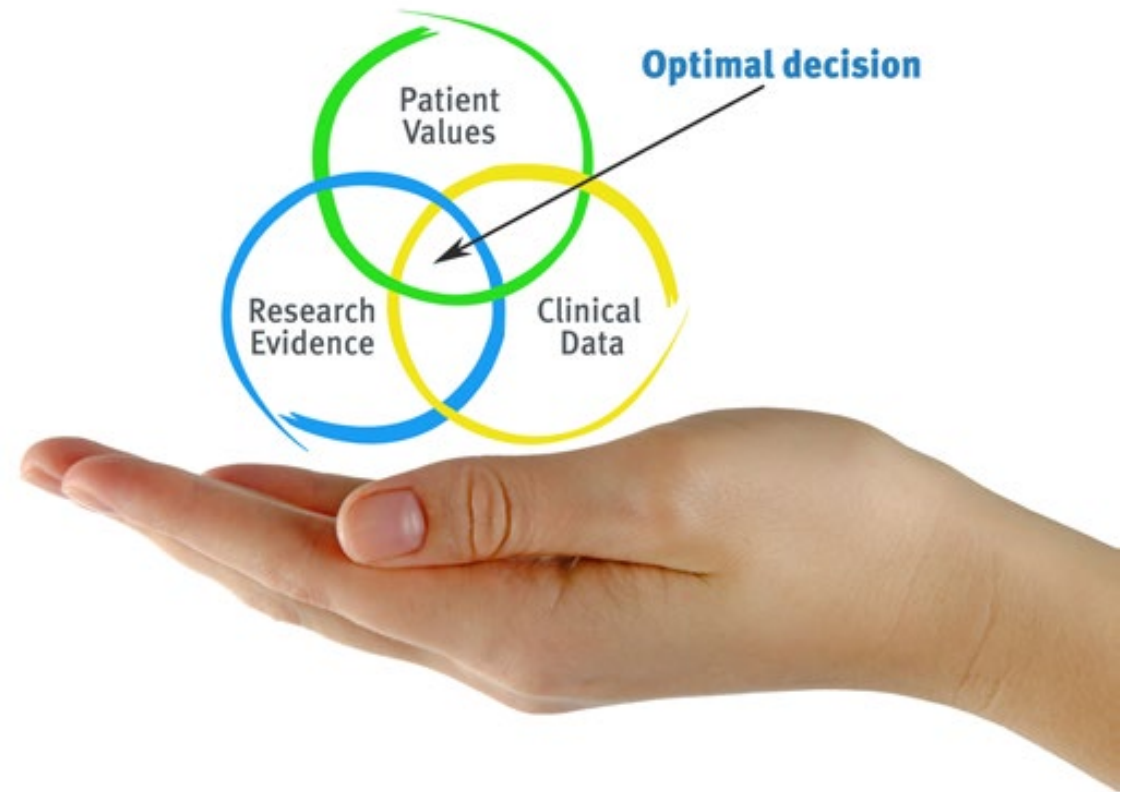 Optimal decision
Patient
Values
Research
Evidence
Clinical
Data